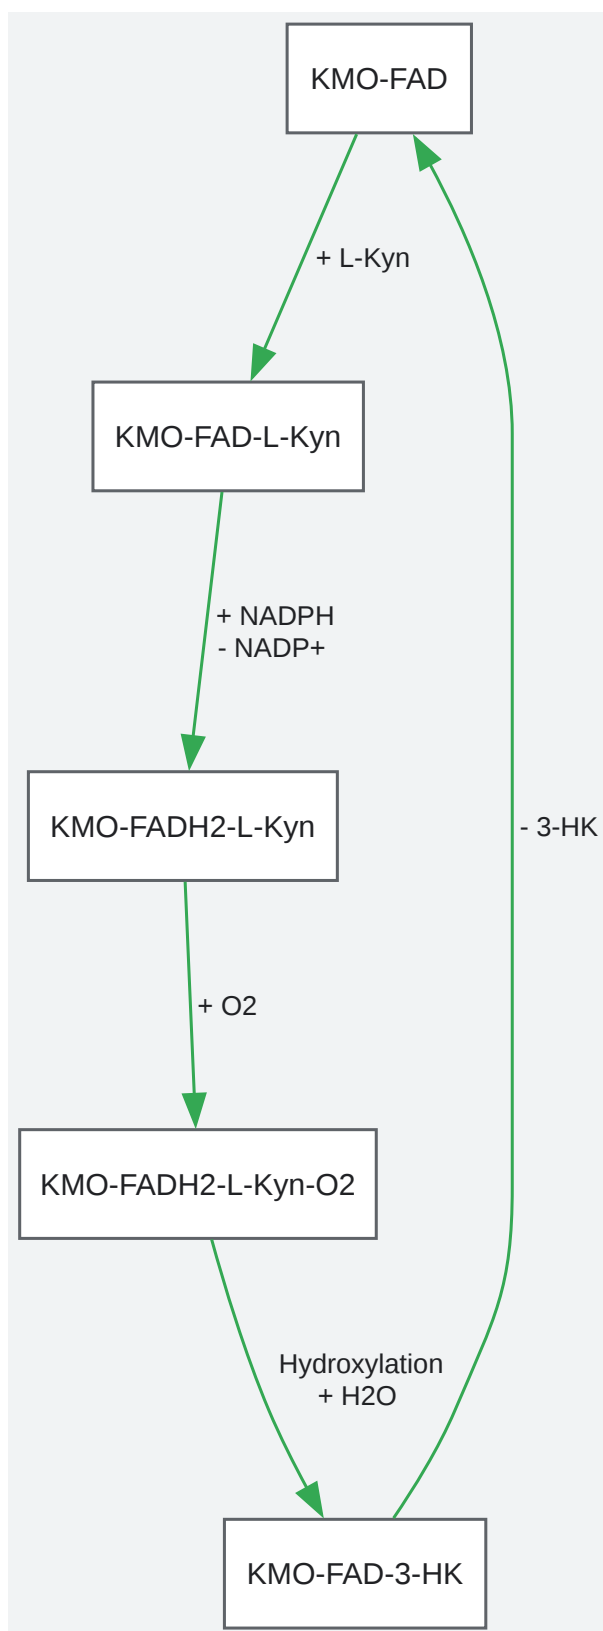 KMO-FAD
+ L-Kyn
KMO-FAD-L-Kyn
+ NADPH
- NADP+
KMO-FADH2-L-Kyn
- 3-HK
+ O2
KMO-FADH2-L-Kyn-O2
Hydroxylation
+ H2O
KMO-FAD-3-HK